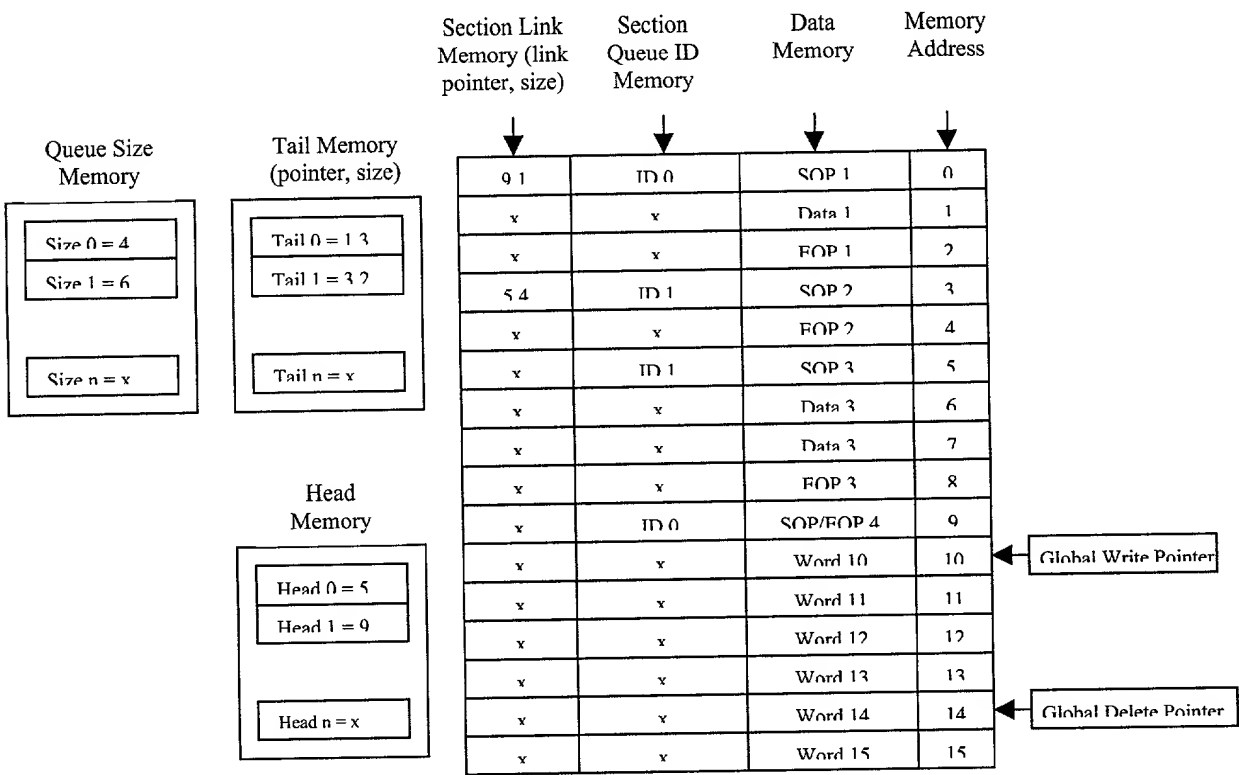 Section Link Memory (link pointer, size)
Section Queue ID Memory
Data Memory
Memory Address
Queue Size Memory
Size 0 = 4
Size 1 = 6
Size n = x
Tail Memory (pointer, size)
Tail 0 = 1 3
Tail 1 = 3 2
Tail n = x
Head Memory
Head 0 = 5
Head 1 = 9
Head n = x
9 1 ID 0 SOP 1 0
x x Data 1 1
x x EOP 1 2
5 4 ID 1 SOP 2 3
x x EOP 2 4
x ID 1 SOP 3 5
x x Data 3 6
x x Data 3 7
x x EOP 3 8
x ID 0 SOP/EOP 4 9
x x Word 10 10
x x Word 11 11
x x Word 12 12
x x Word 13 13
x x Word 14 14
x x Word 15 15
Global Write Pointer
Global Delete Pointer